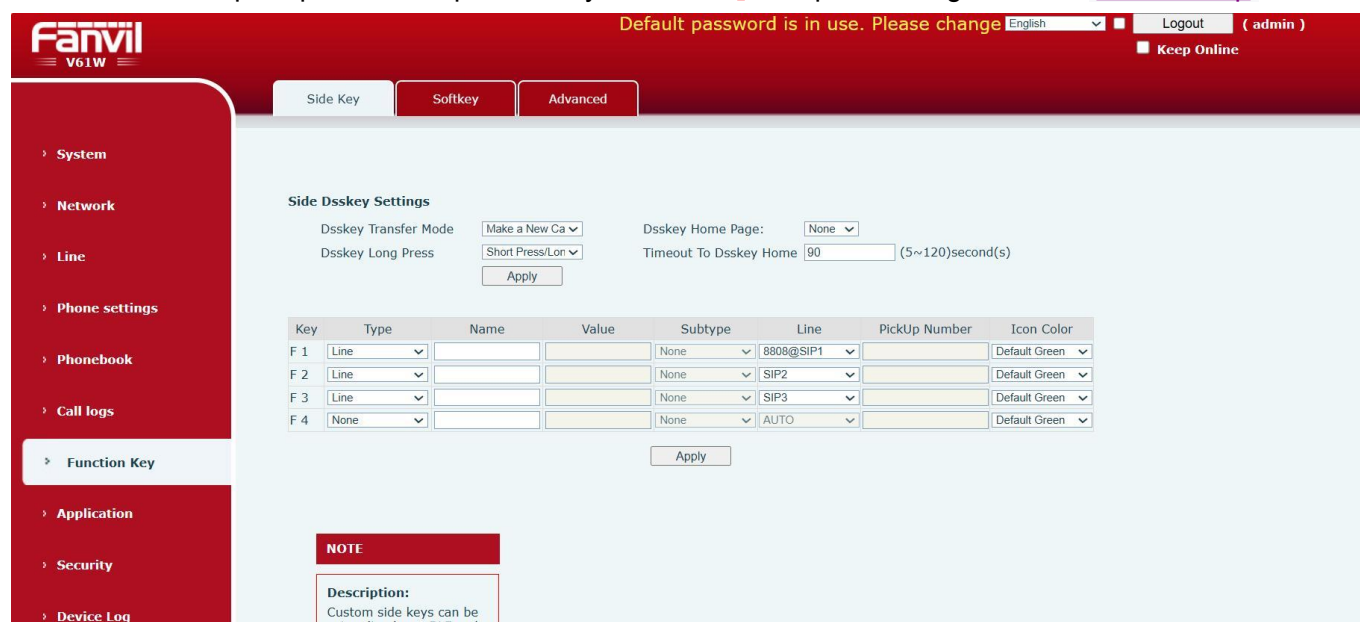 Default password is in use. Please change English Logout ( admin )
Fanvil
V61W
Keep Online
Side Key Softkey Advanced
System
Network
Line
Phone settings
Phonebook
Call logs
Function Key
Application
Security
Device Log
Side Dsskey Settings
Dsskey Transfer Mode Make a New Ca Dsskey Home Page: None
Dsskey Long Press Short Press/Lon Timeout To Dsskey Home 90 (5~120)second(s)
Apply
Key Type Name Value Subtype Line PickUp Number Icon Color
F 1 Line None 8808@SIP1 Default Green
F 2 Line None SIP2 Default Green
F 3 Line None SIP3 Default Green
F 4 None None AUTO Default Green
Apply
NOTE
Description:
Custom side keys can be